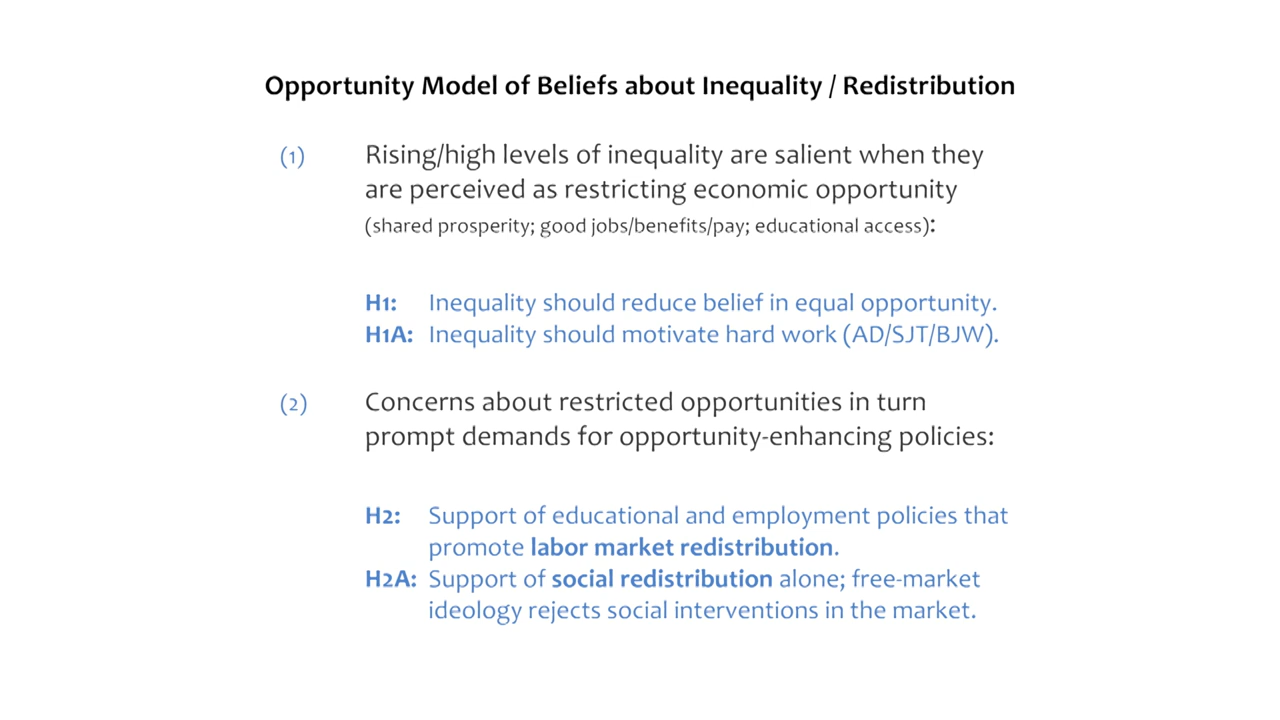 Opportunity Model of Beliefs about Inequality / Redistribution
(1) Rising/high levels of inequality are salient when they
are perceived as restricting economic opportunity
(shared prosperity; good jobs/benefits/pay; educational access):
H1: Inequality should reduce belief in equal opportunity.
H1A: Inequality should motivate hard work (AD/SJT/BJW).
(2) Concerns about restricted opportunities in turn
prompt demands for opportunity-enhancing policies:
H2: Support of educational and employment policies that
promote labor market redistribution.
H2A: Support of social redistribution alone; free-market
ideology rejects social interventions in the market.